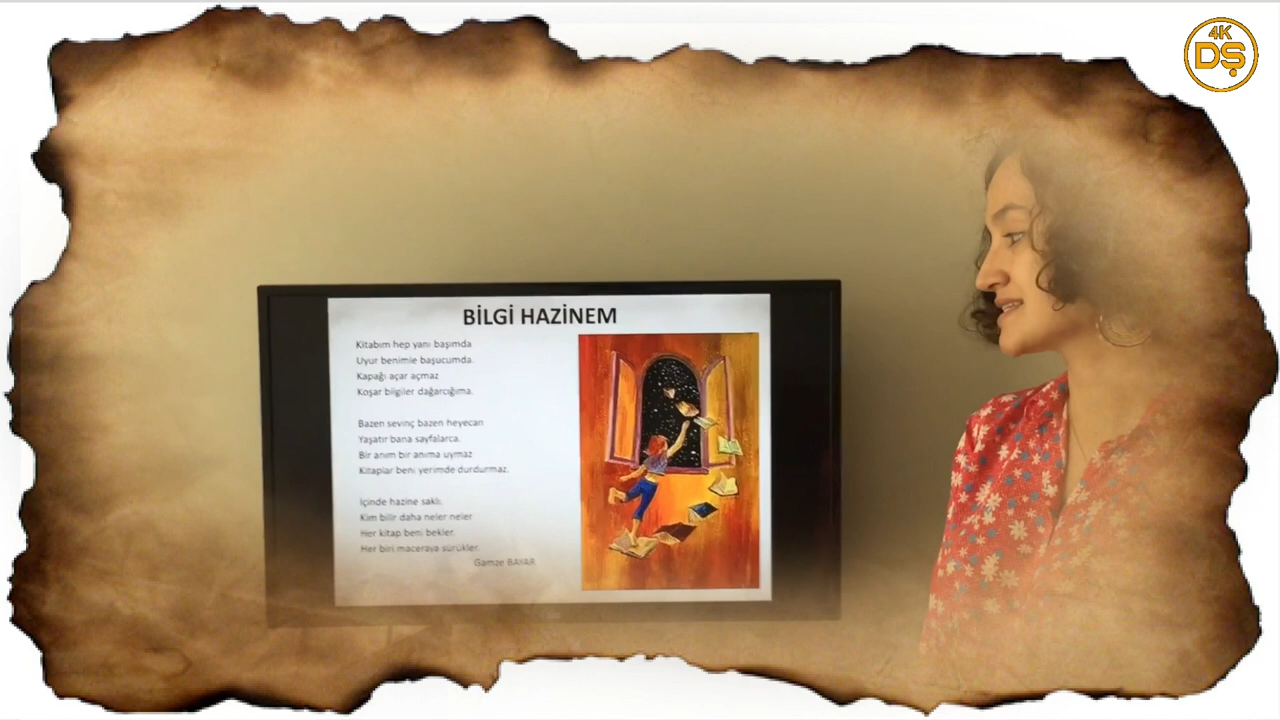 4K
DŞ
BİLGİ HAZİNEM
Kitabım hep yanı başımda
Uyur benimle başucumda.
Kapağı açar açmaz
Koşar bilgiler dağarcığıma.
Bazen sevinç bazen heyecan
Yaşatır bana sayfalarca.
Bir anım bir anıma uymaz
Kitaplar beni yerimde durdurmaz.
İçinde hazine saklı.
Kim bilir daha neler neler
Her kitap beni bekler.
Her biri maceraya sürükler.
Gamze BAYAR